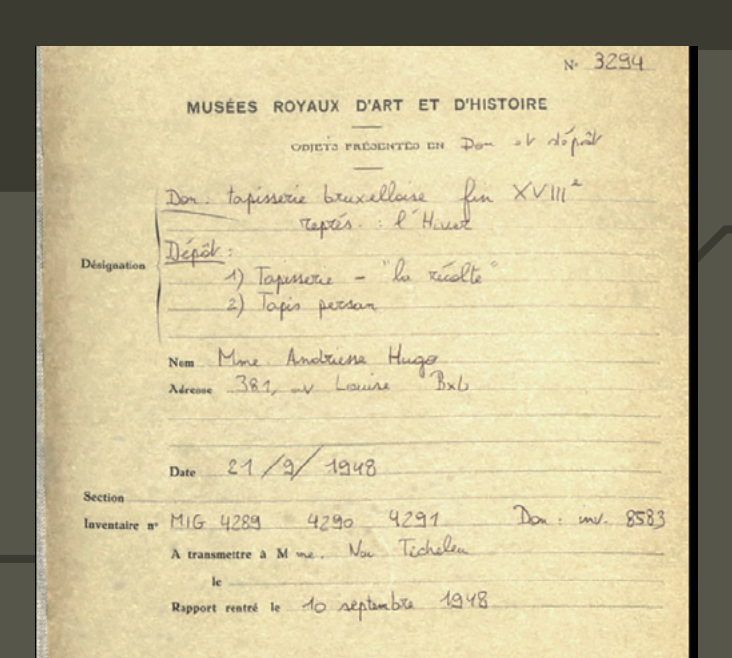 N° 3294
MUSÉES ROYAUX D'ART ET D'HISTOIRE
OBJETS PRÉSENTÉS EN Don et dépôt
Don : tapisserie bruxelloise fin XVIIIe
représ. : l'Hiver
Dépôt :
Désignation
1) Tapisserie - "la récolte"
2) Tapis persan
Nom Mme Andriesse Hugo
Adresse 381, av Louise Bxl
Date 21/9/1948
Section
Inventaire n° MIG 4289 4290 4291 Don : inv. 8583
A transmettre à Mme.
le
Rapport rentré le 10 septembre 1948